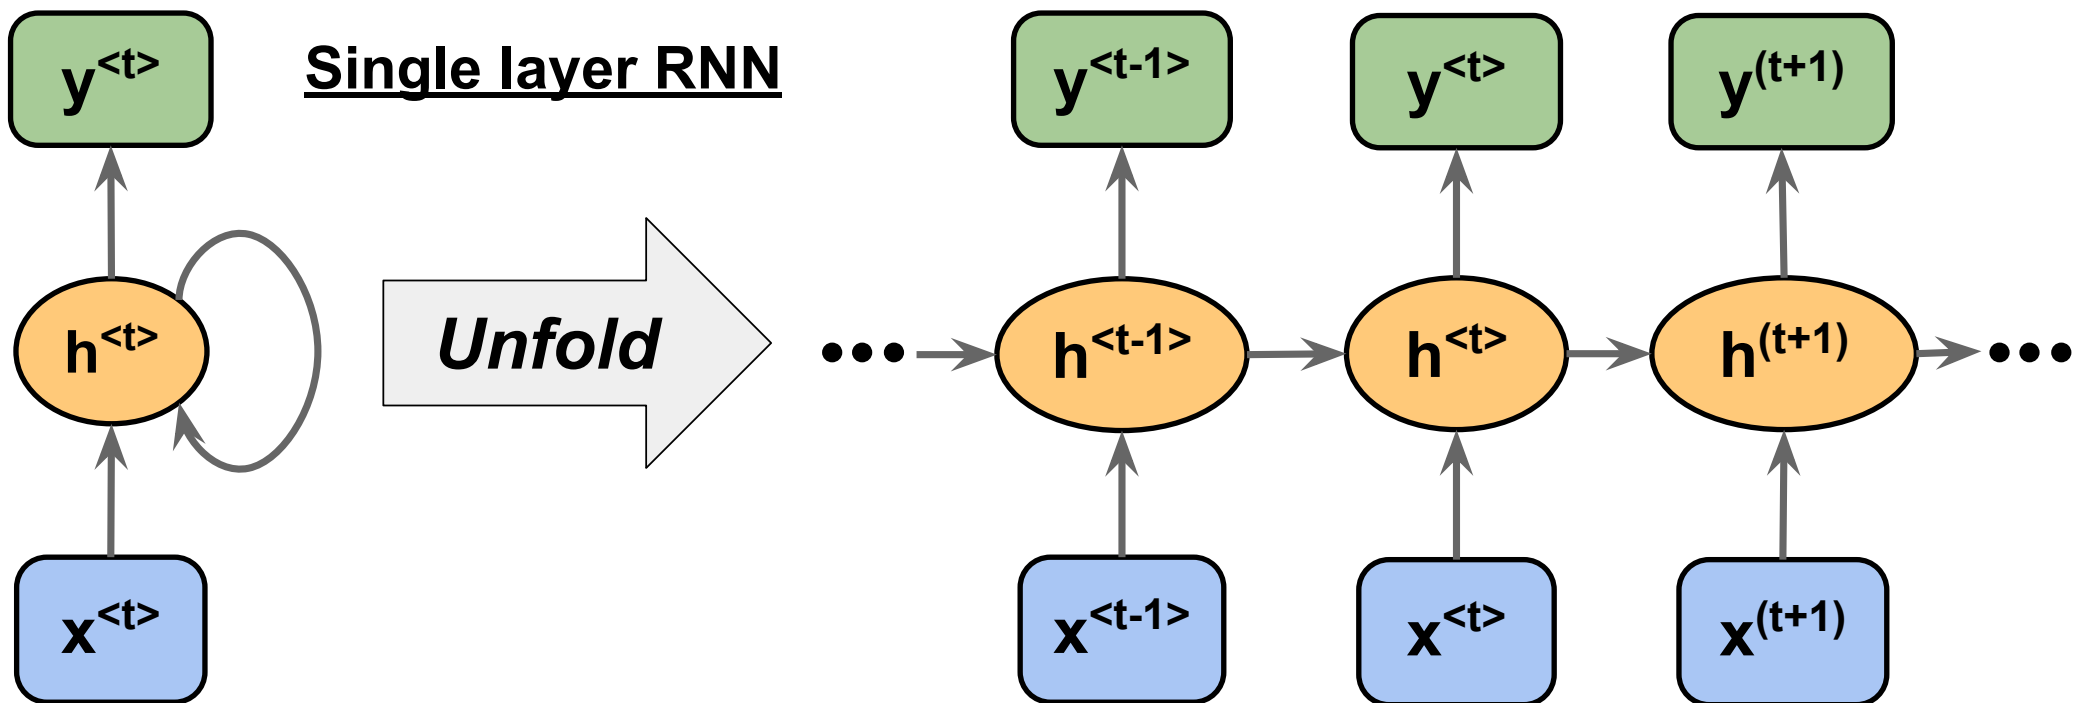 Single layer RNN
y<t>
h<t>
x<t>
Unfold
y<t-1> y<t> y(t+1)
h<t-1> h<t> h(t+1)
x<t-1> x<t> x(t+1)